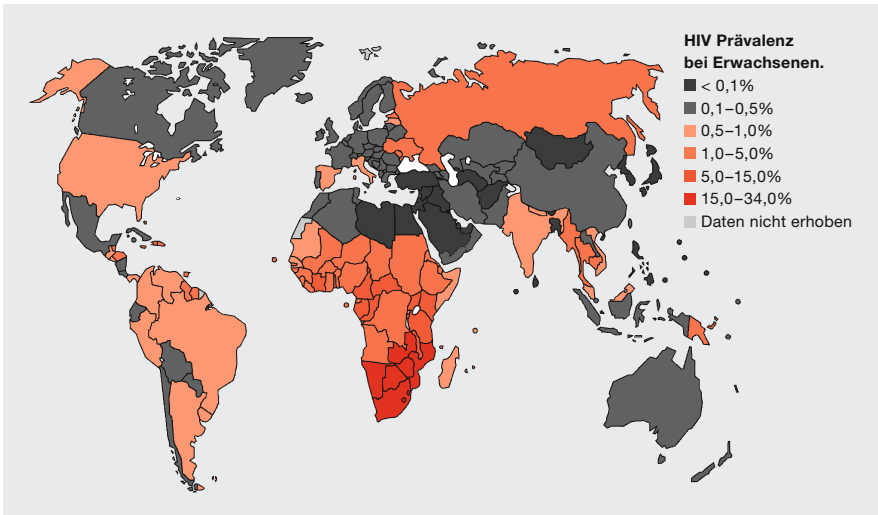 HIV Prävalenz
bei Erwachsenen.
< 0,1%
0,1–0,5%
0,5–1,0%
1,0–5,0%
5,0–15,0%
15,0–34,0%
Daten nicht erhoben